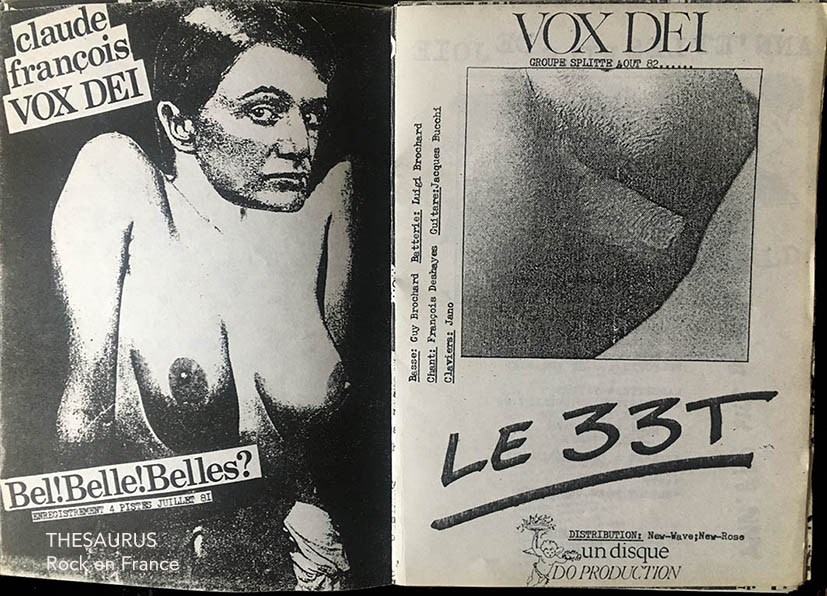 claude
françois
VOX DEI
Bel!Belle!Belles?
ENREGISTREMENT 4 PISTES JUILLET 81
THESAURUS
Rock en France
VOX DEI
GROUPE SPLITTE AOUT 82......
Basse: Guy Brochard Batterie: Luigi Brochard
Chant: François Deshayes Guitare:Jacques Bucchi
Claviers: Jano
LE 33T
DISTRIBUTION: New-Wave;New-Rose
un disque
DO PRODUCTION